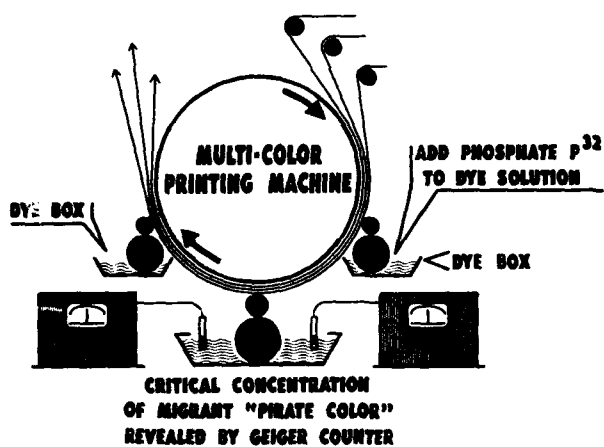 MULTI-COLOR
PRINTING MACHINE
ADD PHOSPHATE P32
TO DYE SOLUTION
DYE BOX
DYE BOX
CRITICAL CONCENTRATION
OF MIGRANT "PIRATE COLOR"
REVEALED BY GEIGER COUNTER